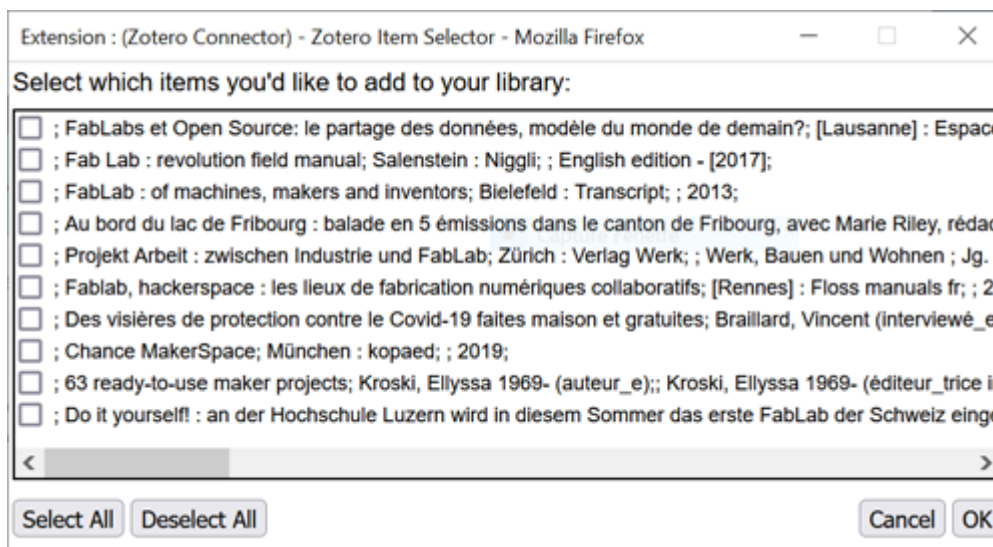 Extension : (Zotero Connector) - Zotero Item Selector - Mozilla Firefox
Select which items you'd like to add to your library:
; FabLabs et Open Source: le partage des données, modèle du monde de demain?; [Lausanne] : Espace
; Fab Lab : revolution field manual; Salenstein : Niggli; ; English edition - [2017];
; FabLab : of machines, makers and inventors; Bielefeld : Transcript; ; 2013;
; Au bord du lac de Fribourg : balade en 5 émissions dans le canton de Fribourg, avec Marie Riley, rédac
; Projekt Arbeit : zwischen Industrie und FabLab; Zürich : Verlag Werk; ; Werk, Bauen und Wohnen ; Jg.
; Fablab, hackerspace : les lieux de fabrication numériques collaboratifs; [Rennes] : Floss manuals fr; ; 2
; Des visières de protection contre le Covid-19 faites maison et gratuites; Braillard, Vincent (interviewé_e
; Chance MakerSpace; München : kopaed; ; 2019;
; 63 ready-to-use maker projects; Kroski, Ellyssa 1969- (auteur_e);; Kroski, Ellyssa 1969- (éditeur_trice i
; Do it yourself! : an der Hochschule Luzern wird in diesem Sommer das erste FabLab der Schweiz einge
Select All Deselect All Cancel OK